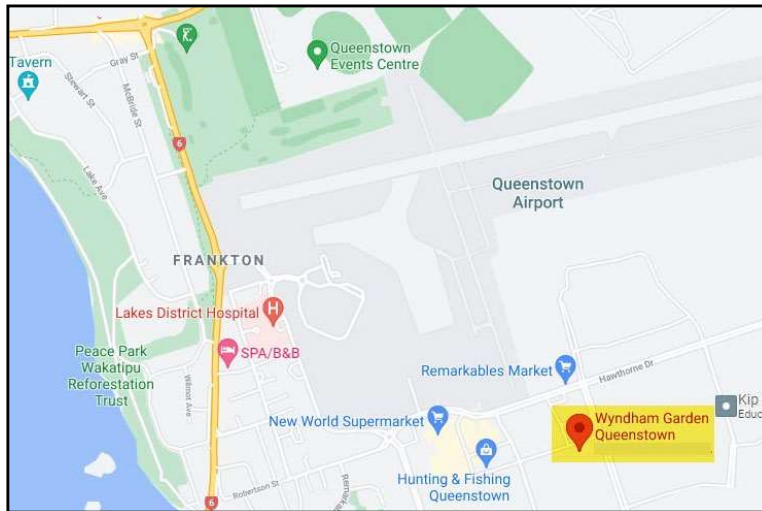 Tavern
Gray St
Stewart St
McBride St
Queenstown
Events Centre
6
Lake Ave
Queenstown
Airport
FRANKTON
Lakes District Hospital
H
SPA/B&B
Peace Park
Wakatipu
Reforestation
Trust
Wilmot Ave
Remarkables Market
Hawthorne Dr
New World Supermarket
Kip
Educ
Wyndham Garden
Queenstown
Hunting & Fishing
Queenstown
Robertson St
Remarkab
6